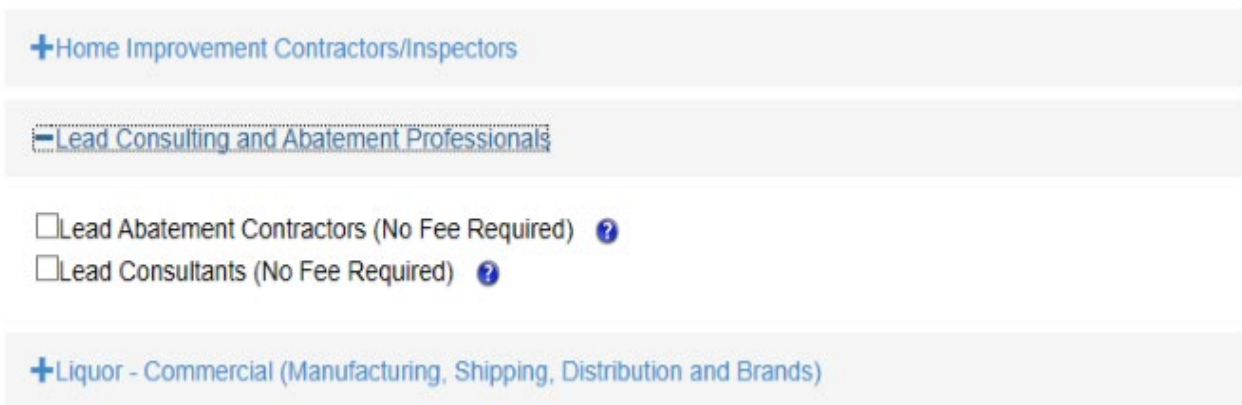 +Home Improvement Contractors/Inspectors
-Lead Consulting and Abatement Professionals
Lead Abatement Contractors (No Fee Required) ?
Lead Consultants (No Fee Required) ?
+Liquor - Commercial (Manufacturing, Shipping, Distribution and Brands)